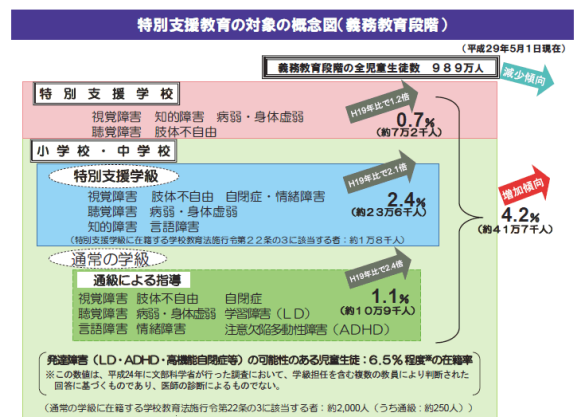 特別支援教育の対象の概念図(義務教育段階)
(平成29年5月1日現在)
義務教育段階の全児童生徒数 989万人
減少傾向
特別支援学校
視覚障害 知的障害 病弱・身体虚弱
聴覚障害 肢体不自由
H19年比で1.2倍
0.7%
(約7万2千人)
小学校・中学校
特別支援学級
視覚障害 肢体不自由 自閉症・情緒障害
聴覚障害 病弱・身体虚弱
知的障害 言語障害
(特別支援学級に在籍する学校教育法施行令第22条の3に該当する者:約1万8千人)
H19年比で2.1倍
2.4%
(約23万6千人)
増加傾向
4.2%
(約41万7千人)
通常の学級
通級による指導
視覚障害 肢体不自由 自閉症
聴覚障害 病弱・身体虚弱 学習障害(LD)
言語障害 情緒障害 注意欠陥多動性障害(ADHD)
H19年比で2.4倍
1.1%
(約10万9千人)
発達障害(LD・ADHD・高機能自閉症等)の可能性のある児童生徒:6.5%程度※の在籍率
※この数値は、平成24年に文部科学省が行った調査において、学級担任を含む複数の教員により判断された
回答に基づくものであり、医師の診断によるものでない。
(通常の学級に在籍する学校教育法施行令第22条の3に該当する者:約2,000人(うち通級:約250人))